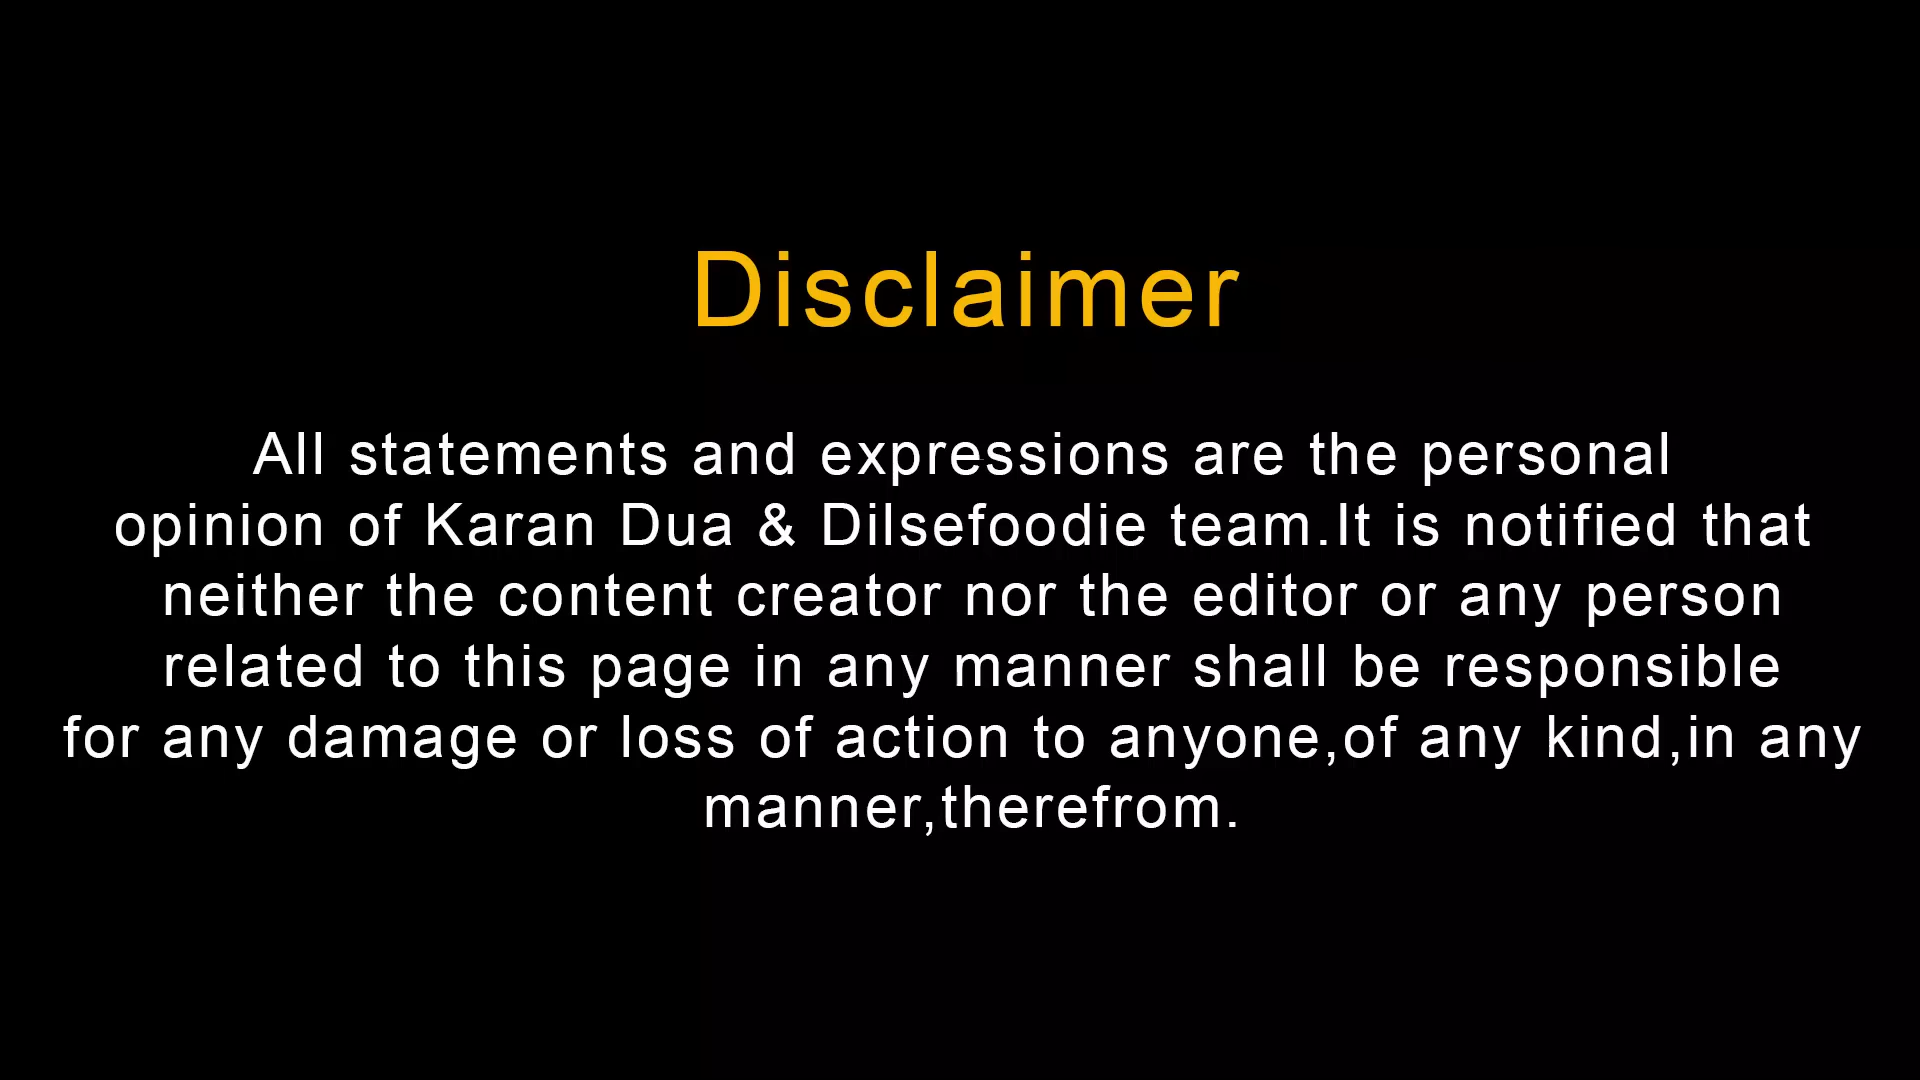 Disclaimer
All statements and expressions are the personal
opinion of Karan Dua & Dilsefoodie team.It is notified that
neither the content creator nor the editor or any person
related to this page in any manner shall be responsible
for any damage or loss of action to anyone,of any kind,in any
manner,therefrom.